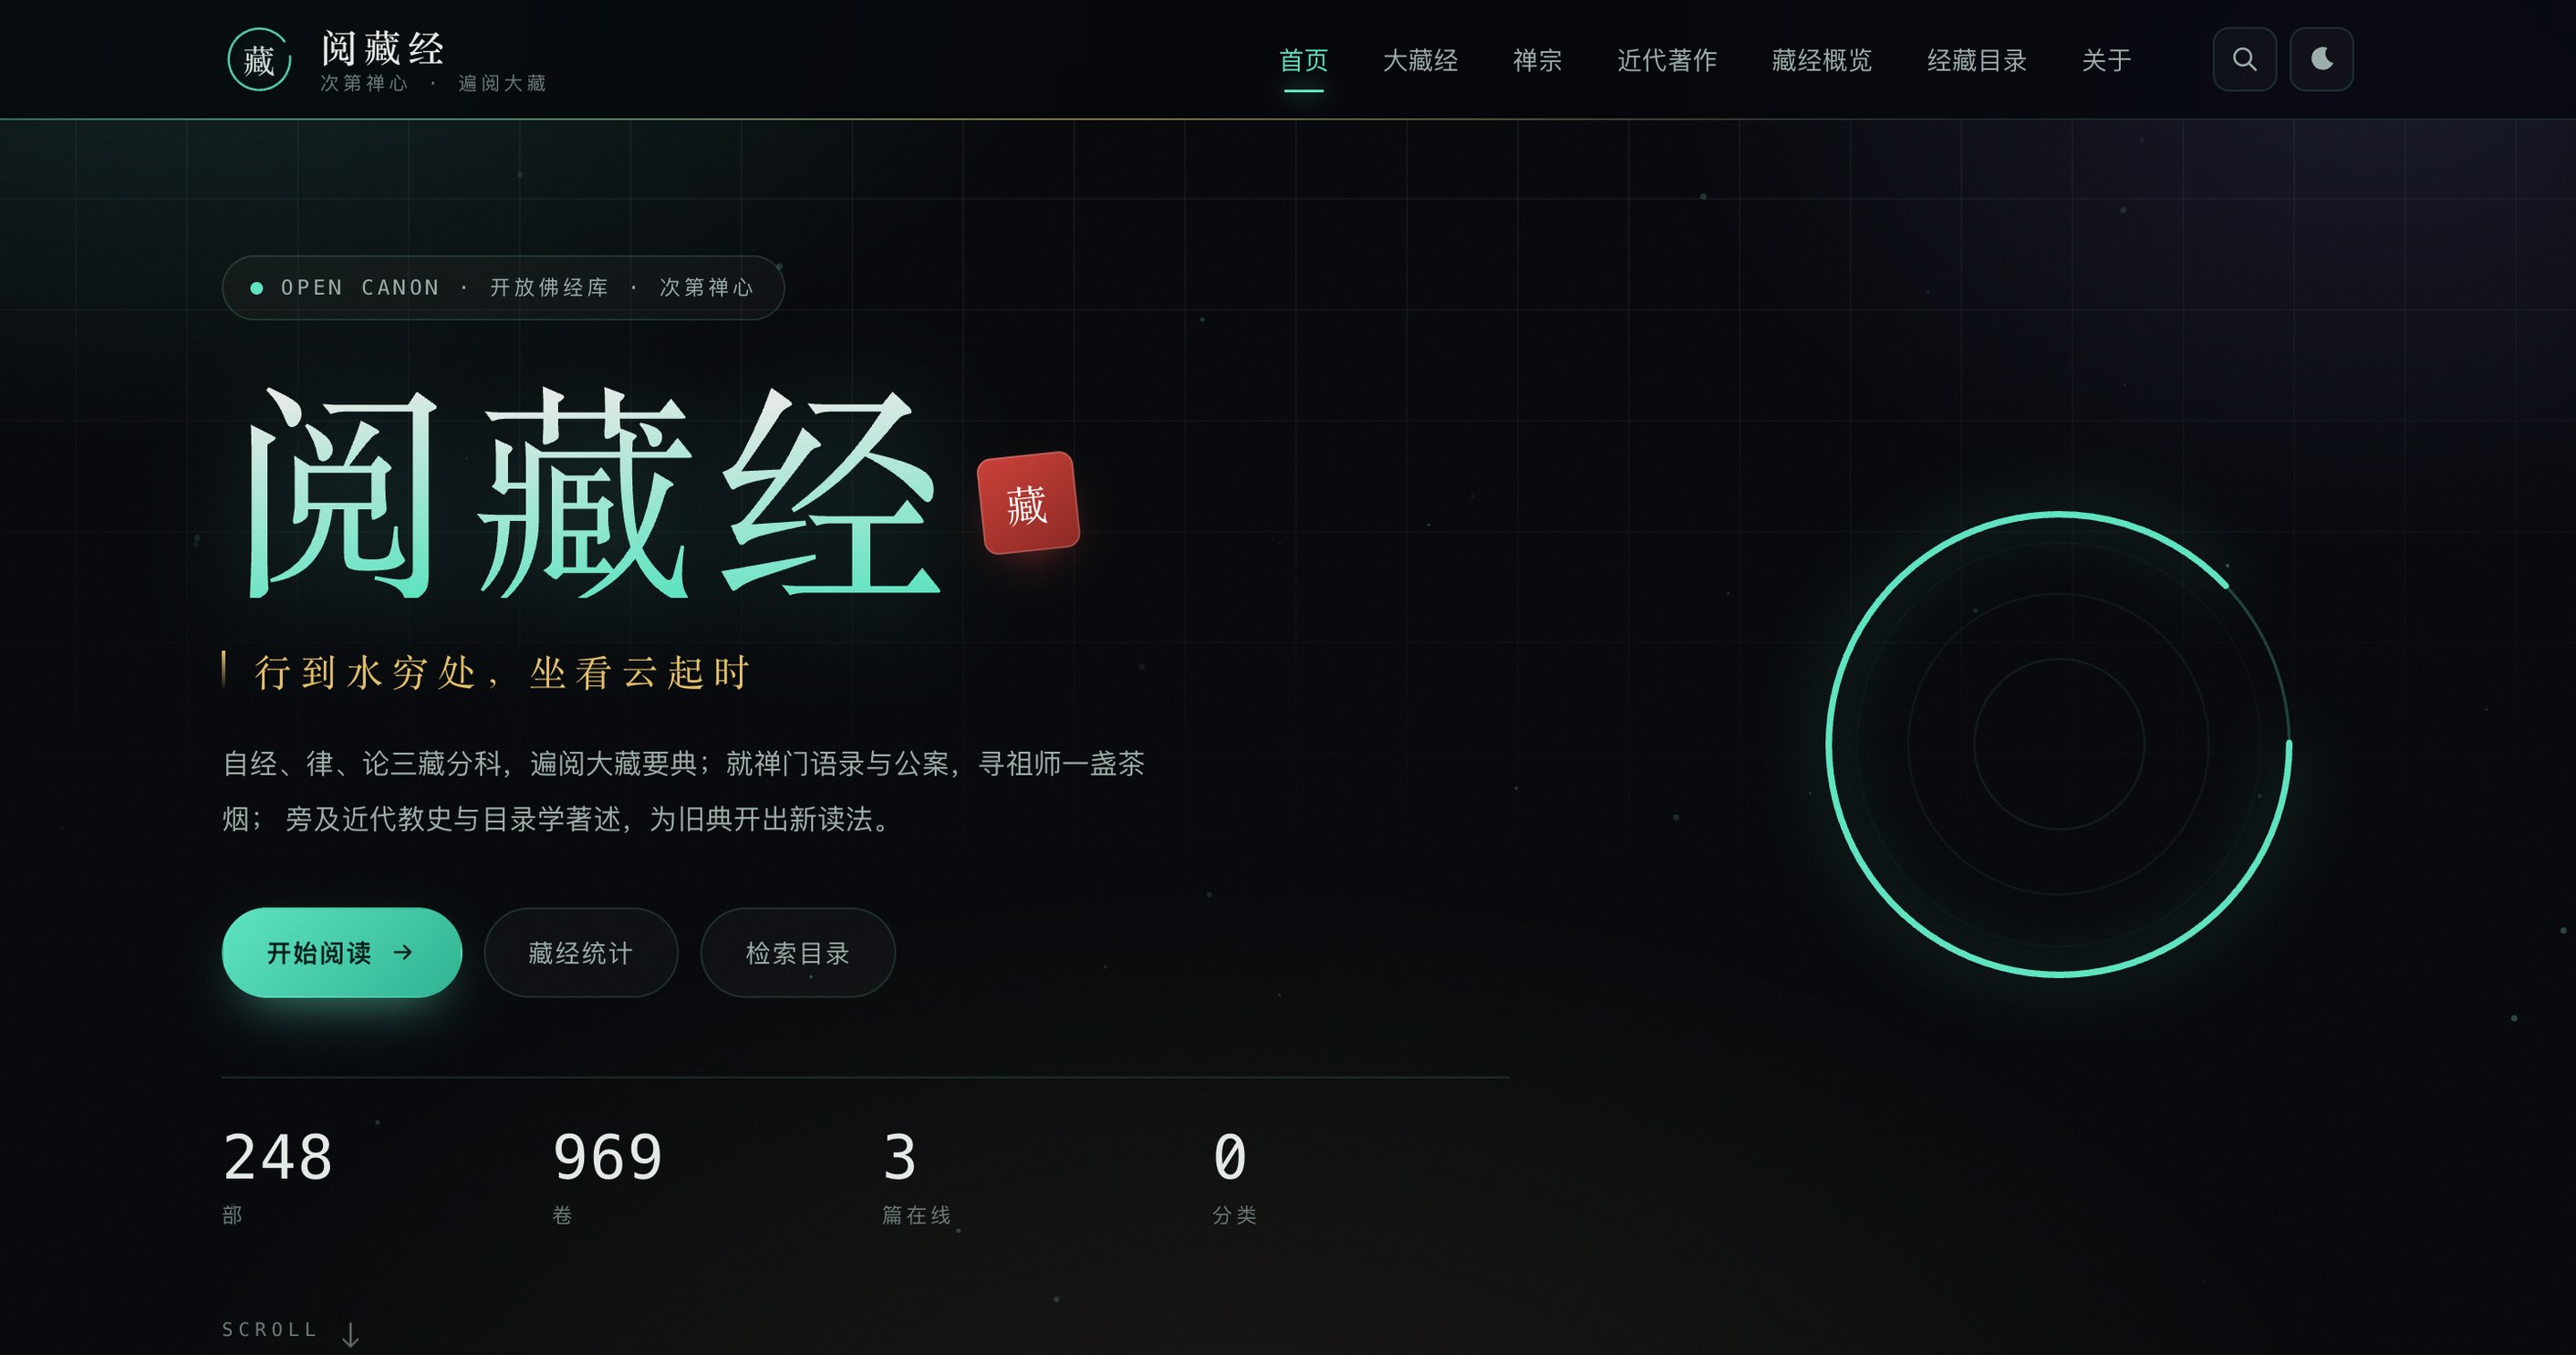 藏
阅藏经
次第禅心 · 遍阅大藏
首页 大藏经 禅宗 近代著作 藏经概览 经藏目录 关于
OPEN CANON · 开放佛经库 · 次第禅心
阅藏经
藏
行到水穷处，坐看云起时
自经、律、论三藏分科，遍阅大藏要典；就禅门语录与公案，寻祖师一盏茶
烟； 旁及近代教史与目录学著述，为旧典开出新读法。
开始阅读 → 藏经统计 检索目录
248 969 3 0
部 卷 篇在线 分类
SCROLL ↓